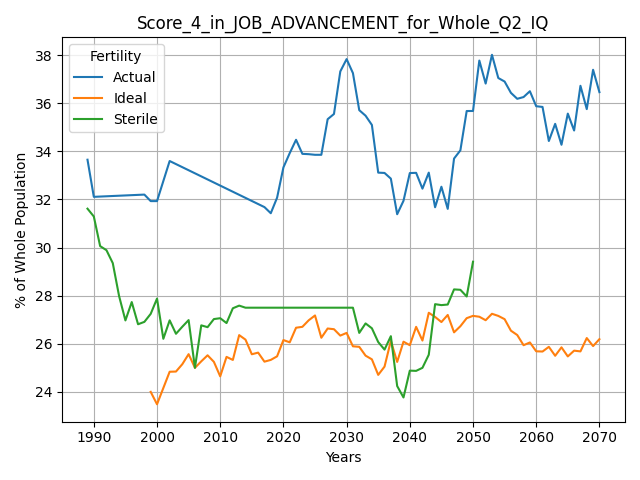 Score_4_in_JOB_ADVANCEMENT_for_Whole_Q2_IQ
Fertility
Actual
Ideal
Sterile
% of Whole Population
38
36
34
32
30
28
26
24
1990 2000 2010 2020 2030 2040 2050 2060 2070
Years